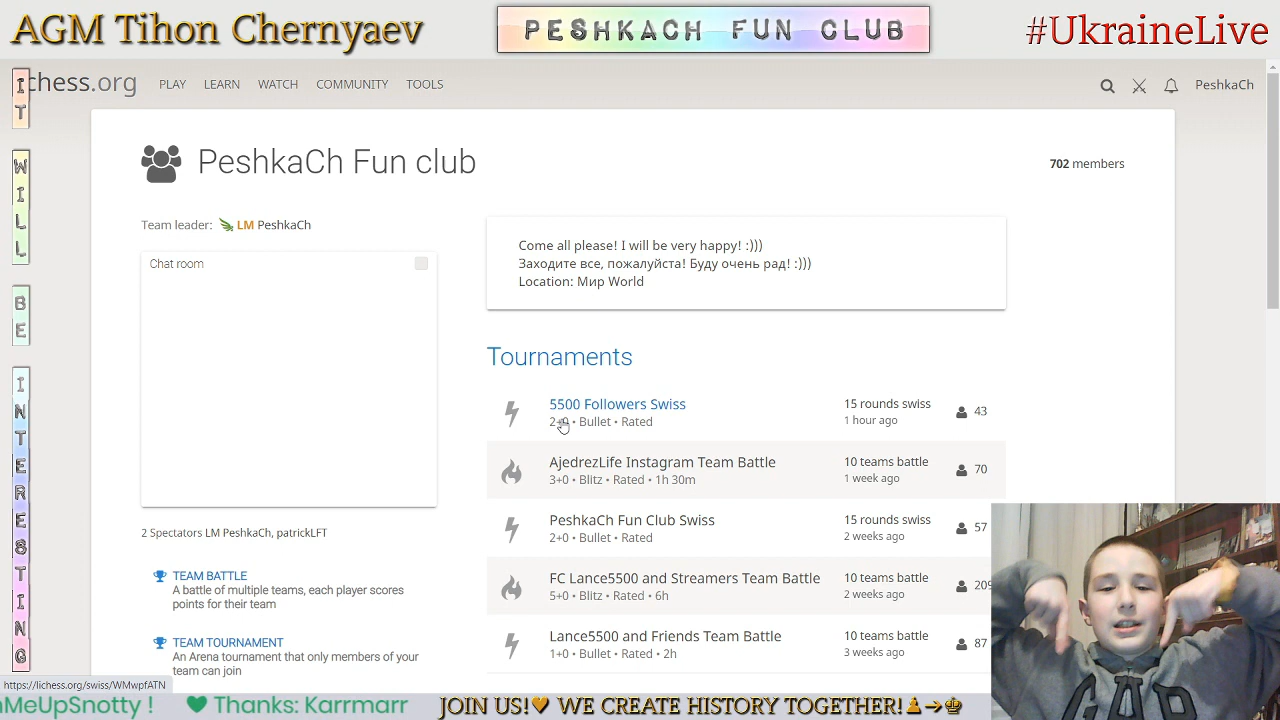 AGM Tihon Chernyaev
PESHKACH FUN CLUB
#UkraineLive
IT WILL BE INTERESTING
chess.org
PLAY LEARN WATCH COMMUNITY TOOLS
PeshkaCh
PeshkaCh Fun club
702 members
Team leader: LM PeshkaCh
Chat room
Come all please! I will be very happy! :)))
Заходите все, пожалуйста! Буду очень рад! :)))
Location: Мир World
Tournaments
5500 Followers Swiss
2+0 • Bullet • Rated
15 rounds swiss
1 hour ago
43
AjedrezLife Instagram Team Battle
3+0 • Blitz • Rated • 1h 30m
10 teams battle
1 week ago
70
PeshkaCh Fun Club Swiss
2+0 • Bullet • Rated
15 rounds swiss
2 weeks ago
57
FC Lance5500 and Streamers Team Battle
5+0 • Blitz • Rated • 6h
10 teams battle
2 weeks ago
209
Lance5500 and Friends Team Battle
1+0 • Bullet • Rated • 2h
10 teams battle
3 weeks ago
87
2 Spectators LM PeshkaCh, patrickLFT
TEAM BATTLE
A battle of multiple teams, each player scores
points for their team
TEAM TOURNAMENT
An Arena tournament that only members of your
team can join
https://lichess.org/swiss/WMwpfATN
mMeUpSnotty !
Thanks: Karrmarr
JOIN US!♥ WE CREATE HISTORY TOGETHER!♟→♚
GAP